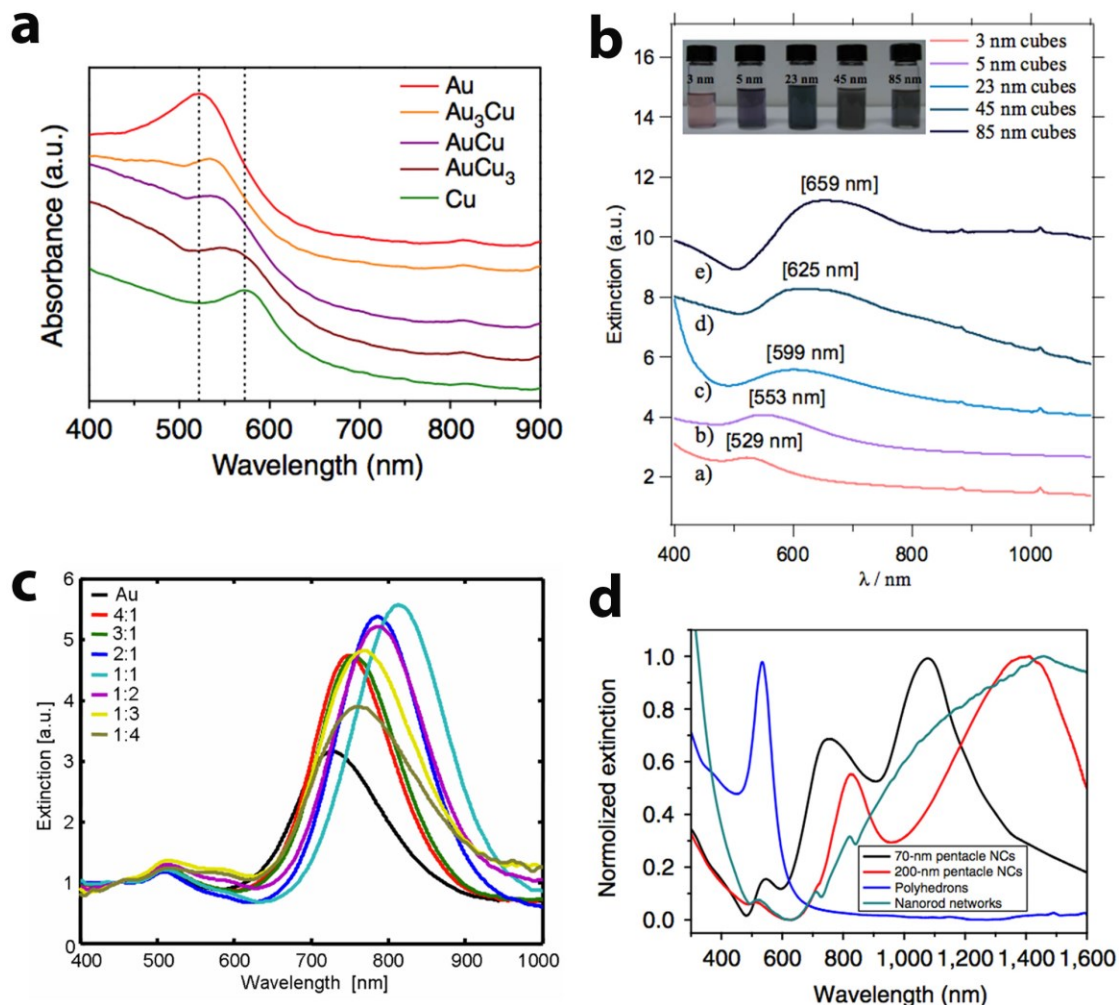 a
Absorbance (a.u.)
Au
Au₃Cu
AuCu
AuCu₃
Cu
400 500 600 700 800 900
Wavelength (nm)
b
Extinction (a.u.)
16
14
12
10
8
6
4
2
3 nm 5 nm 23 nm 45 nm 85 nm
3 nm cubes
5 nm cubes
23 nm cubes
45 nm cubes
85 nm cubes
[659 nm]
e)
[625 nm]
d)
[599 nm]
c)
[553 nm]
b)
[529 nm]
a)
400 600 800 1000
λ / nm
c
Extinction [a.u.]
6
5
4
3
2
1
0
Au
4:1
3:1
2:1
1:1
1:2
1:3
1:4
400 500 600 700 800 900 1000
Wavelength [nm]
d
Normolized extinction
1.0
0.8
0.6
0.4
0.2
0.0
70-nm pentacle NCs
200-nm pentacle NCs
Polyhedrons
Nanorod networks
400 600 800 1,000 1,200 1,400 1,600
Wavelength (nm)